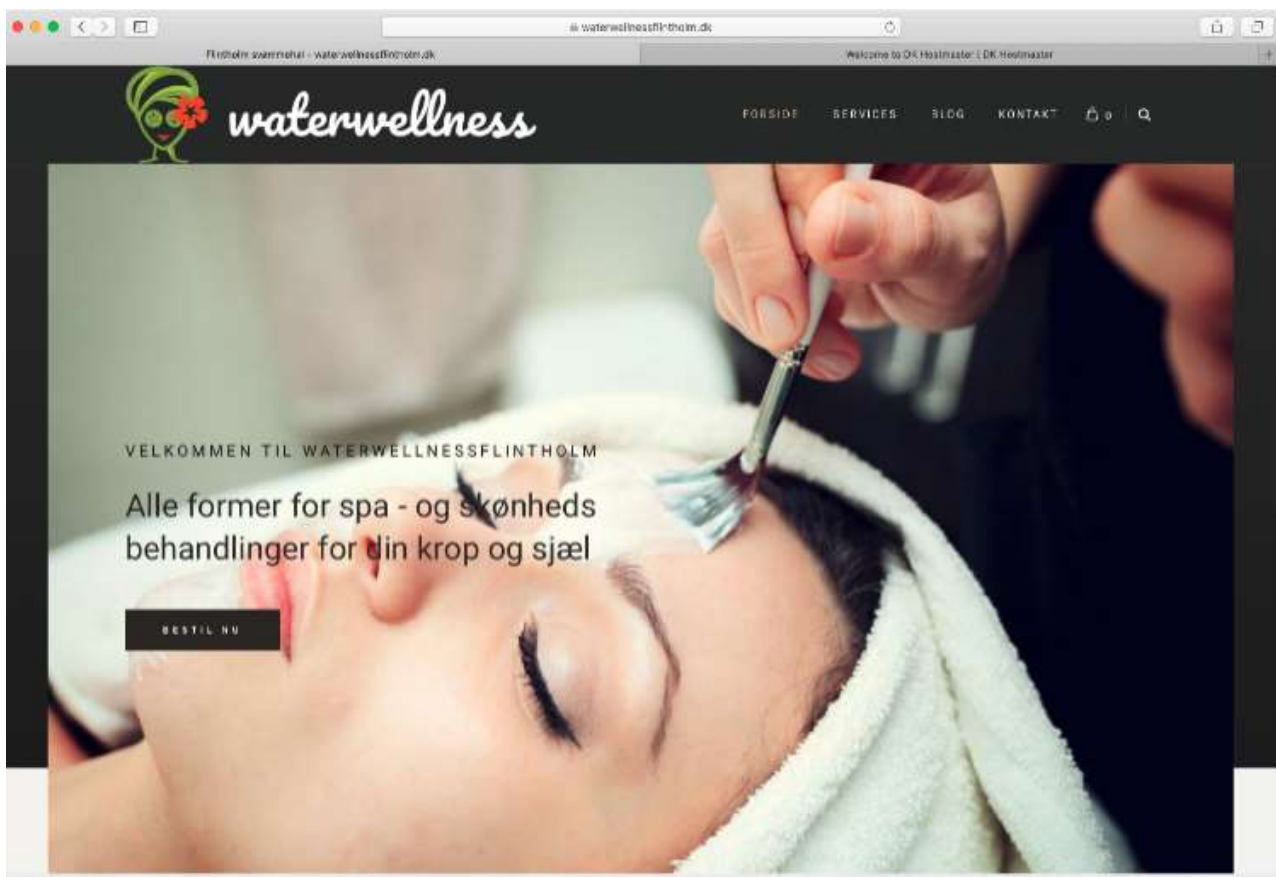 waterwellnessflintholm.dk
Flintholm svømmehal - waterwellnessflintholm.dk
Welcome to DK Hostmaster | DK Hostmaster
waterwellness
FORSIDE SERVICES BLOG KONTAKT 0
VELKOMMEN TIL WATERWELLNESSFLINTHOLM
Alle former for spa - og skønheds
behandlinger for din krop og sjæl
BESTIL NU